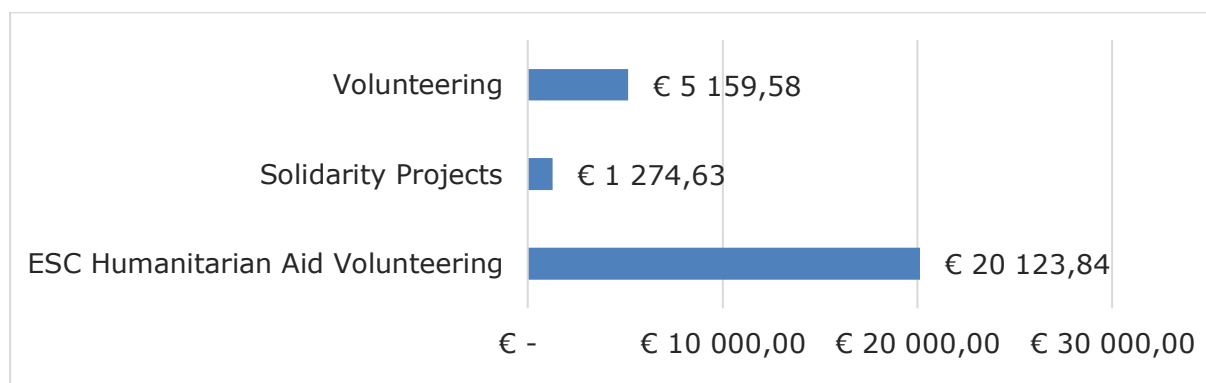 Volunteering
€ 5 159,58
Solidarity Projects
€ 1 274,63
ESC Humanitarian Aid Volunteering
€ 20 123,84
€ -
€ 10 000,00
€ 20 000,00
€ 30 000,00